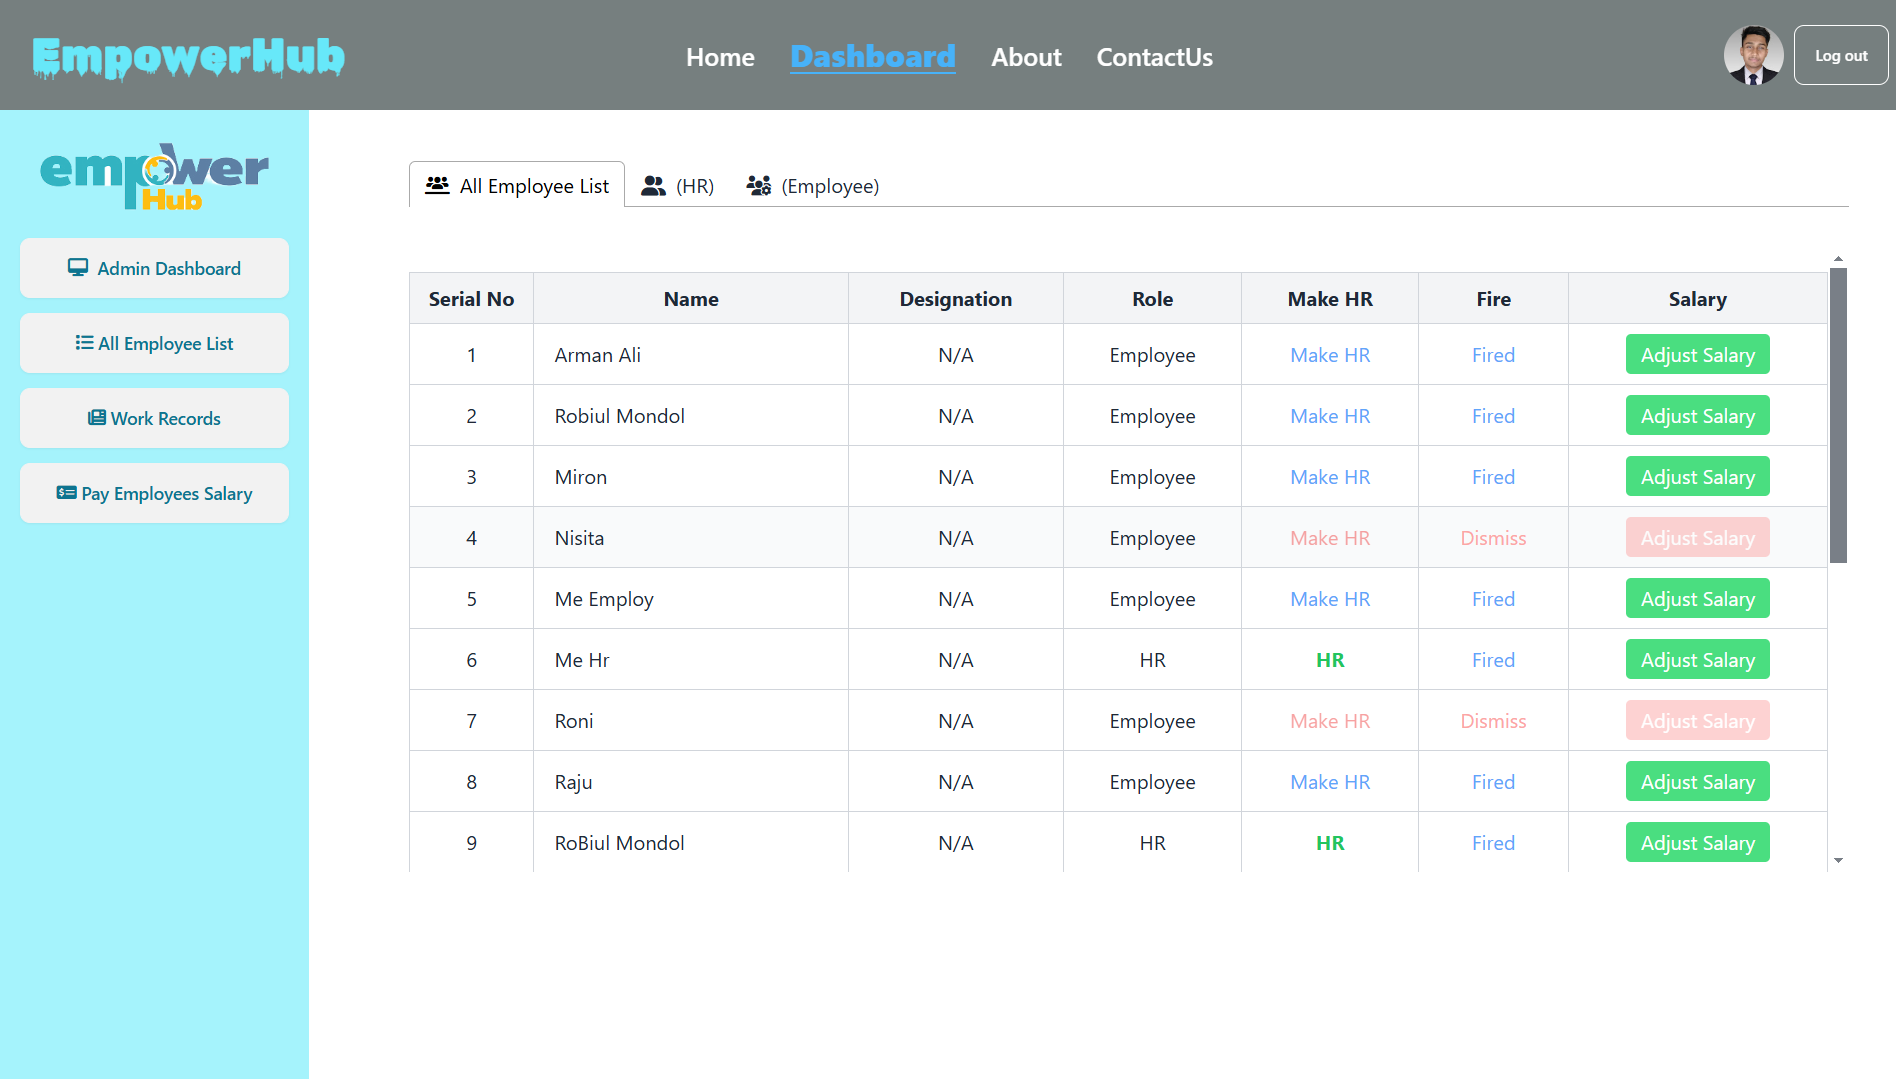 EmpowerHub Home Dashboard About ContactUs Log out
empower
Hub
Admin Dashboard
All Employee List
Work Records
Pay Employees Salary
All Employee List (HR) (Employee)
Serial No Name Designation Role Make HR Fire Salary
1 Arman Ali N/A Employee Make HR Fired Adjust Salary
2 Robiul Mondol N/A Employee Make HR Fired Adjust Salary
3 Miron N/A Employee Make HR Fired Adjust Salary
4 Nisita N/A Employee Make HR Dismiss Adjust Salary
5 Me Employ N/A Employee Make HR Fired Adjust Salary
6 Me Hr N/A HR HR Fired Adjust Salary
7 Roni N/A Employee Make HR Dismiss Adjust Salary
8 Raju N/A Employee Make HR Fired Adjust Salary
9 RoBiul Mondol N/A HR HR Fired Adjust Salary